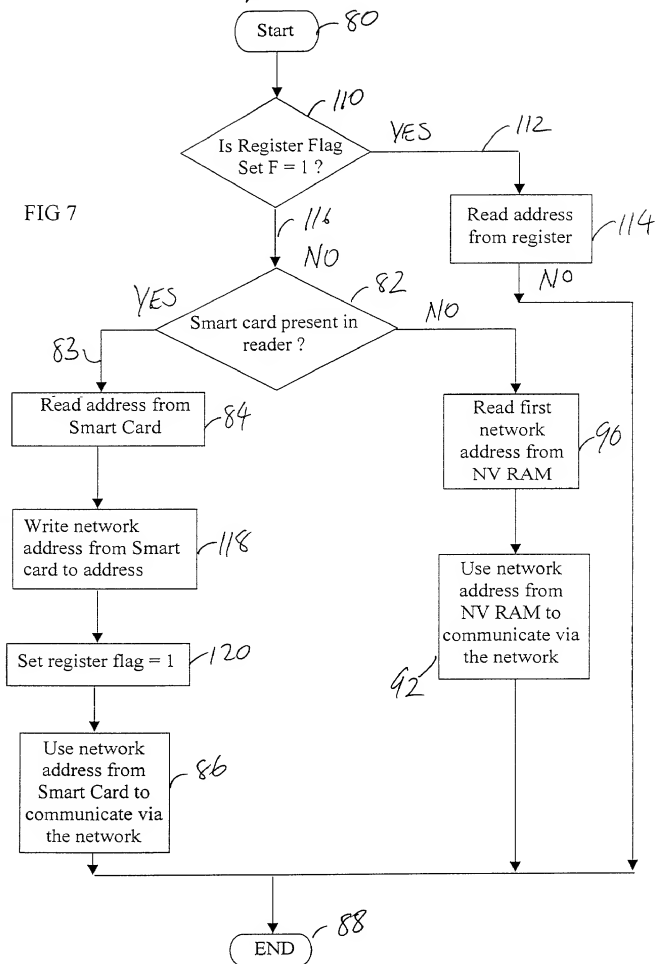 Start
80
110
Is Register Flag
Set F = 1 ?
YES
112
FIG 7
116
NO
Read address
from register
114
NO
82
YES
Smart card present in
reader ?
NO
83
Read address from
Smart Card
84
Read first
network
address from
NV RAM
90
Write network
address from Smart
card to address
118
Use network
address from
NV RAM to
communicate via
the network
92
Set register flag = 1
120
Use network
address from
Smart Card to
communicate via
the network
86
END
88